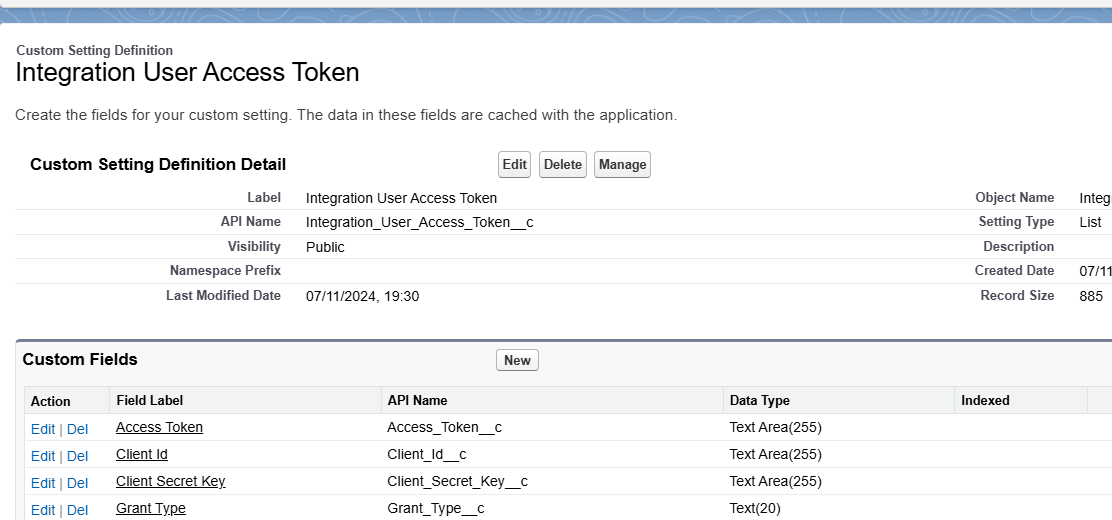 Custom Setting Definition
Integration User Access Token
Create the fields for your custom setting. The data in these fields are cached with the application.
Custom Setting Definition Detail Edit Delete Manage
Label Integration User Access Token Object Name Integ
API Name Integration_User_Access_Token__c Setting Type List
Visibility Public Description
Namespace Prefix Created Date 07/11
Last Modified Date 07/11/2024, 19:30 Record Size 885
Custom Fields New
Action Field Label API Name Data Type Indexed
Edit | Del Access Token Access_Token__c Text Area(255)
Edit | Del Client Id Client_Id__c Text Area(255)
Edit | Del Client Secret Key Client_Secret_Key__c Text Area(255)
Edit | Del Grant Type Grant_Type__c Text(20)